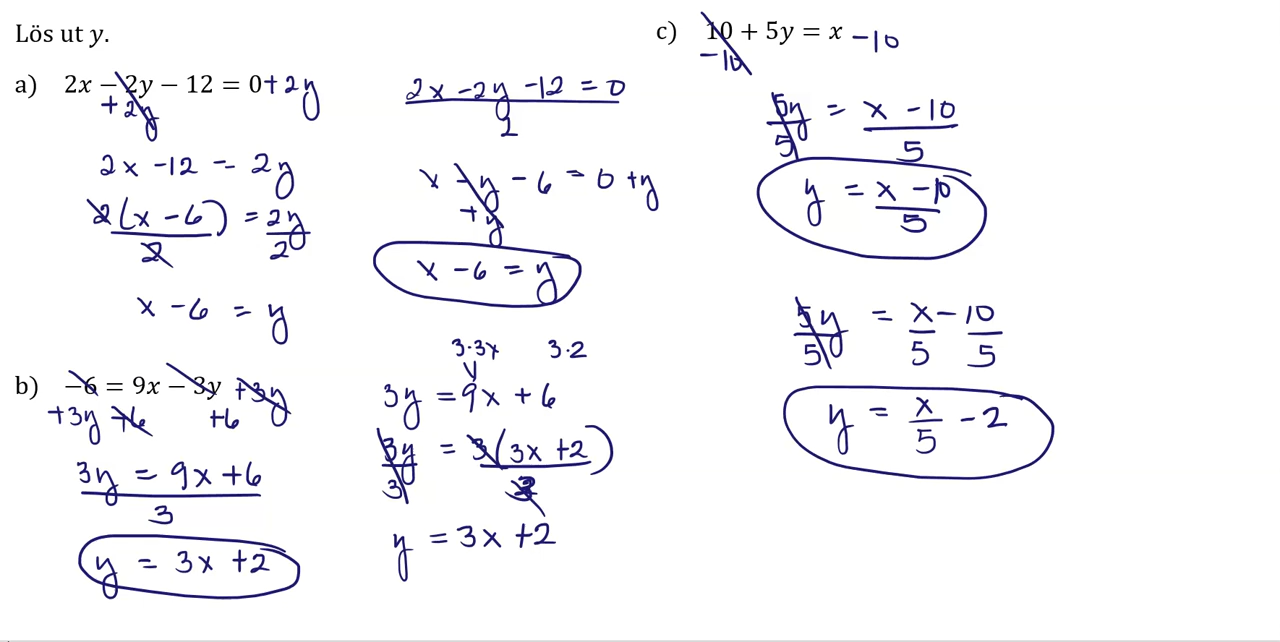 Lös ut y.
a) 2x − 2y − 12 = 0 + 2y
+ 2y
2x − 12 = 2y
2(x − 6) = 2y
2 2
x − 6 = y
2x − 2y − 12 = 0
2
x − y − 6 = 0 + y
+ y
x − 6 = y
b) −6 = 9x − 3y + 3y
+3y +6 +6
3y = 9x + 6
3
y = 3x + 2
3·3x 3·2
3y = 9x + 6
3y = 3(3x + 2)
3 3
y = 3x + 2
c) 10 + 5y = x − 10
−10
5y = x − 10
5 5
y = x − 10
5
5y = x − 10
5 5 5
y = x − 2
5